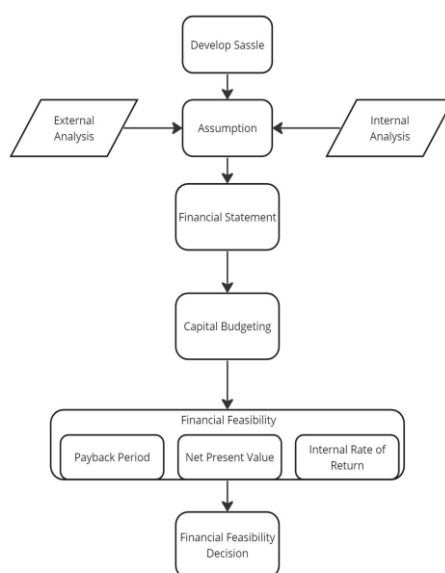 Develop Sassle
External
Analysis
Assumption
Internal
Analysis
Financial Statement
Capital Budgeting
Financial Feasibility
Payback Period
Net Present Value
Internal Rate of
Return
Financial Feasibility
Decision